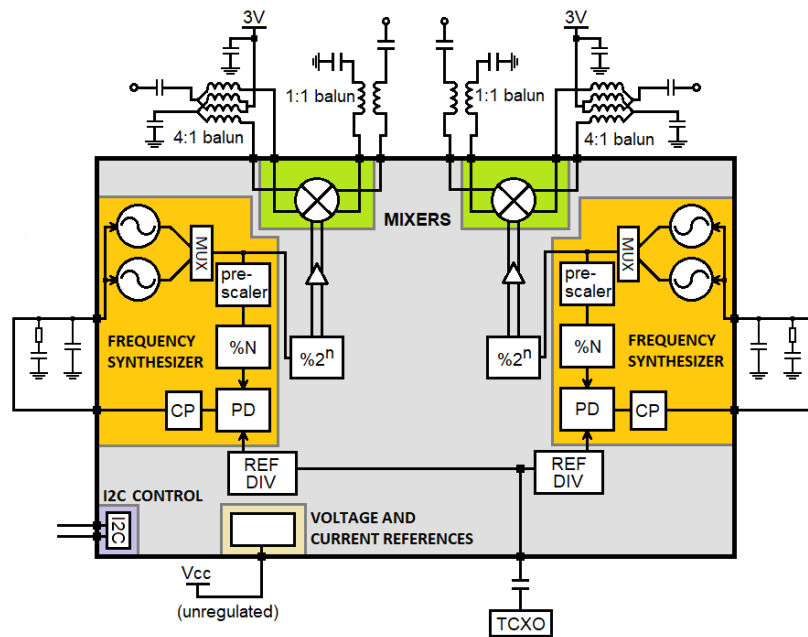 3V
3V
1:1 balun
1:1 balun
4:1 balun
4:1 balun
MIXERS
MUX
MUX
pre-
scaler
pre-
scaler
FREQUENCY
SYNTHESIZER
%N
%2ⁿ
%2ⁿ
%N
FREQUENCY
SYNTHESIZER
CP
PD
PD
CP
REF
DIV
REF
DIV
I2C CONTROL
I2C
VOLTAGE AND
CURRENT REFERENCES
Vcc
(unregulated)
TCXO